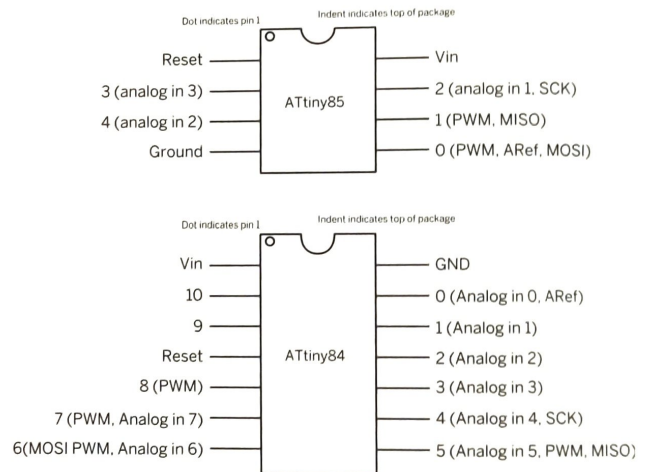 Dot indicates pin 1
Indent indicates top of package
Reset
Vin
3 (analog in 3)
2 (analog in 1, SCK)
ATtiny85
4 (analog in 2)
1 (PWM, MISO)
Ground
0 (PWM, ARef, MOSI)
Dot indicates pin 1
Indent indicates top of package
Vin
GND
10
0 (Analog in 0, ARef)
9
1 (Analog in 1)
Reset
ATtiny84
2 (Analog in 2)
8 (PWM)
3 (Analog in 3)
7 (PWM, Analog in 7)
4 (Analog in 4, SCK)
6(MOSI PWM, Analog in 6)
5 (Analog in 5, PWM, MISO)